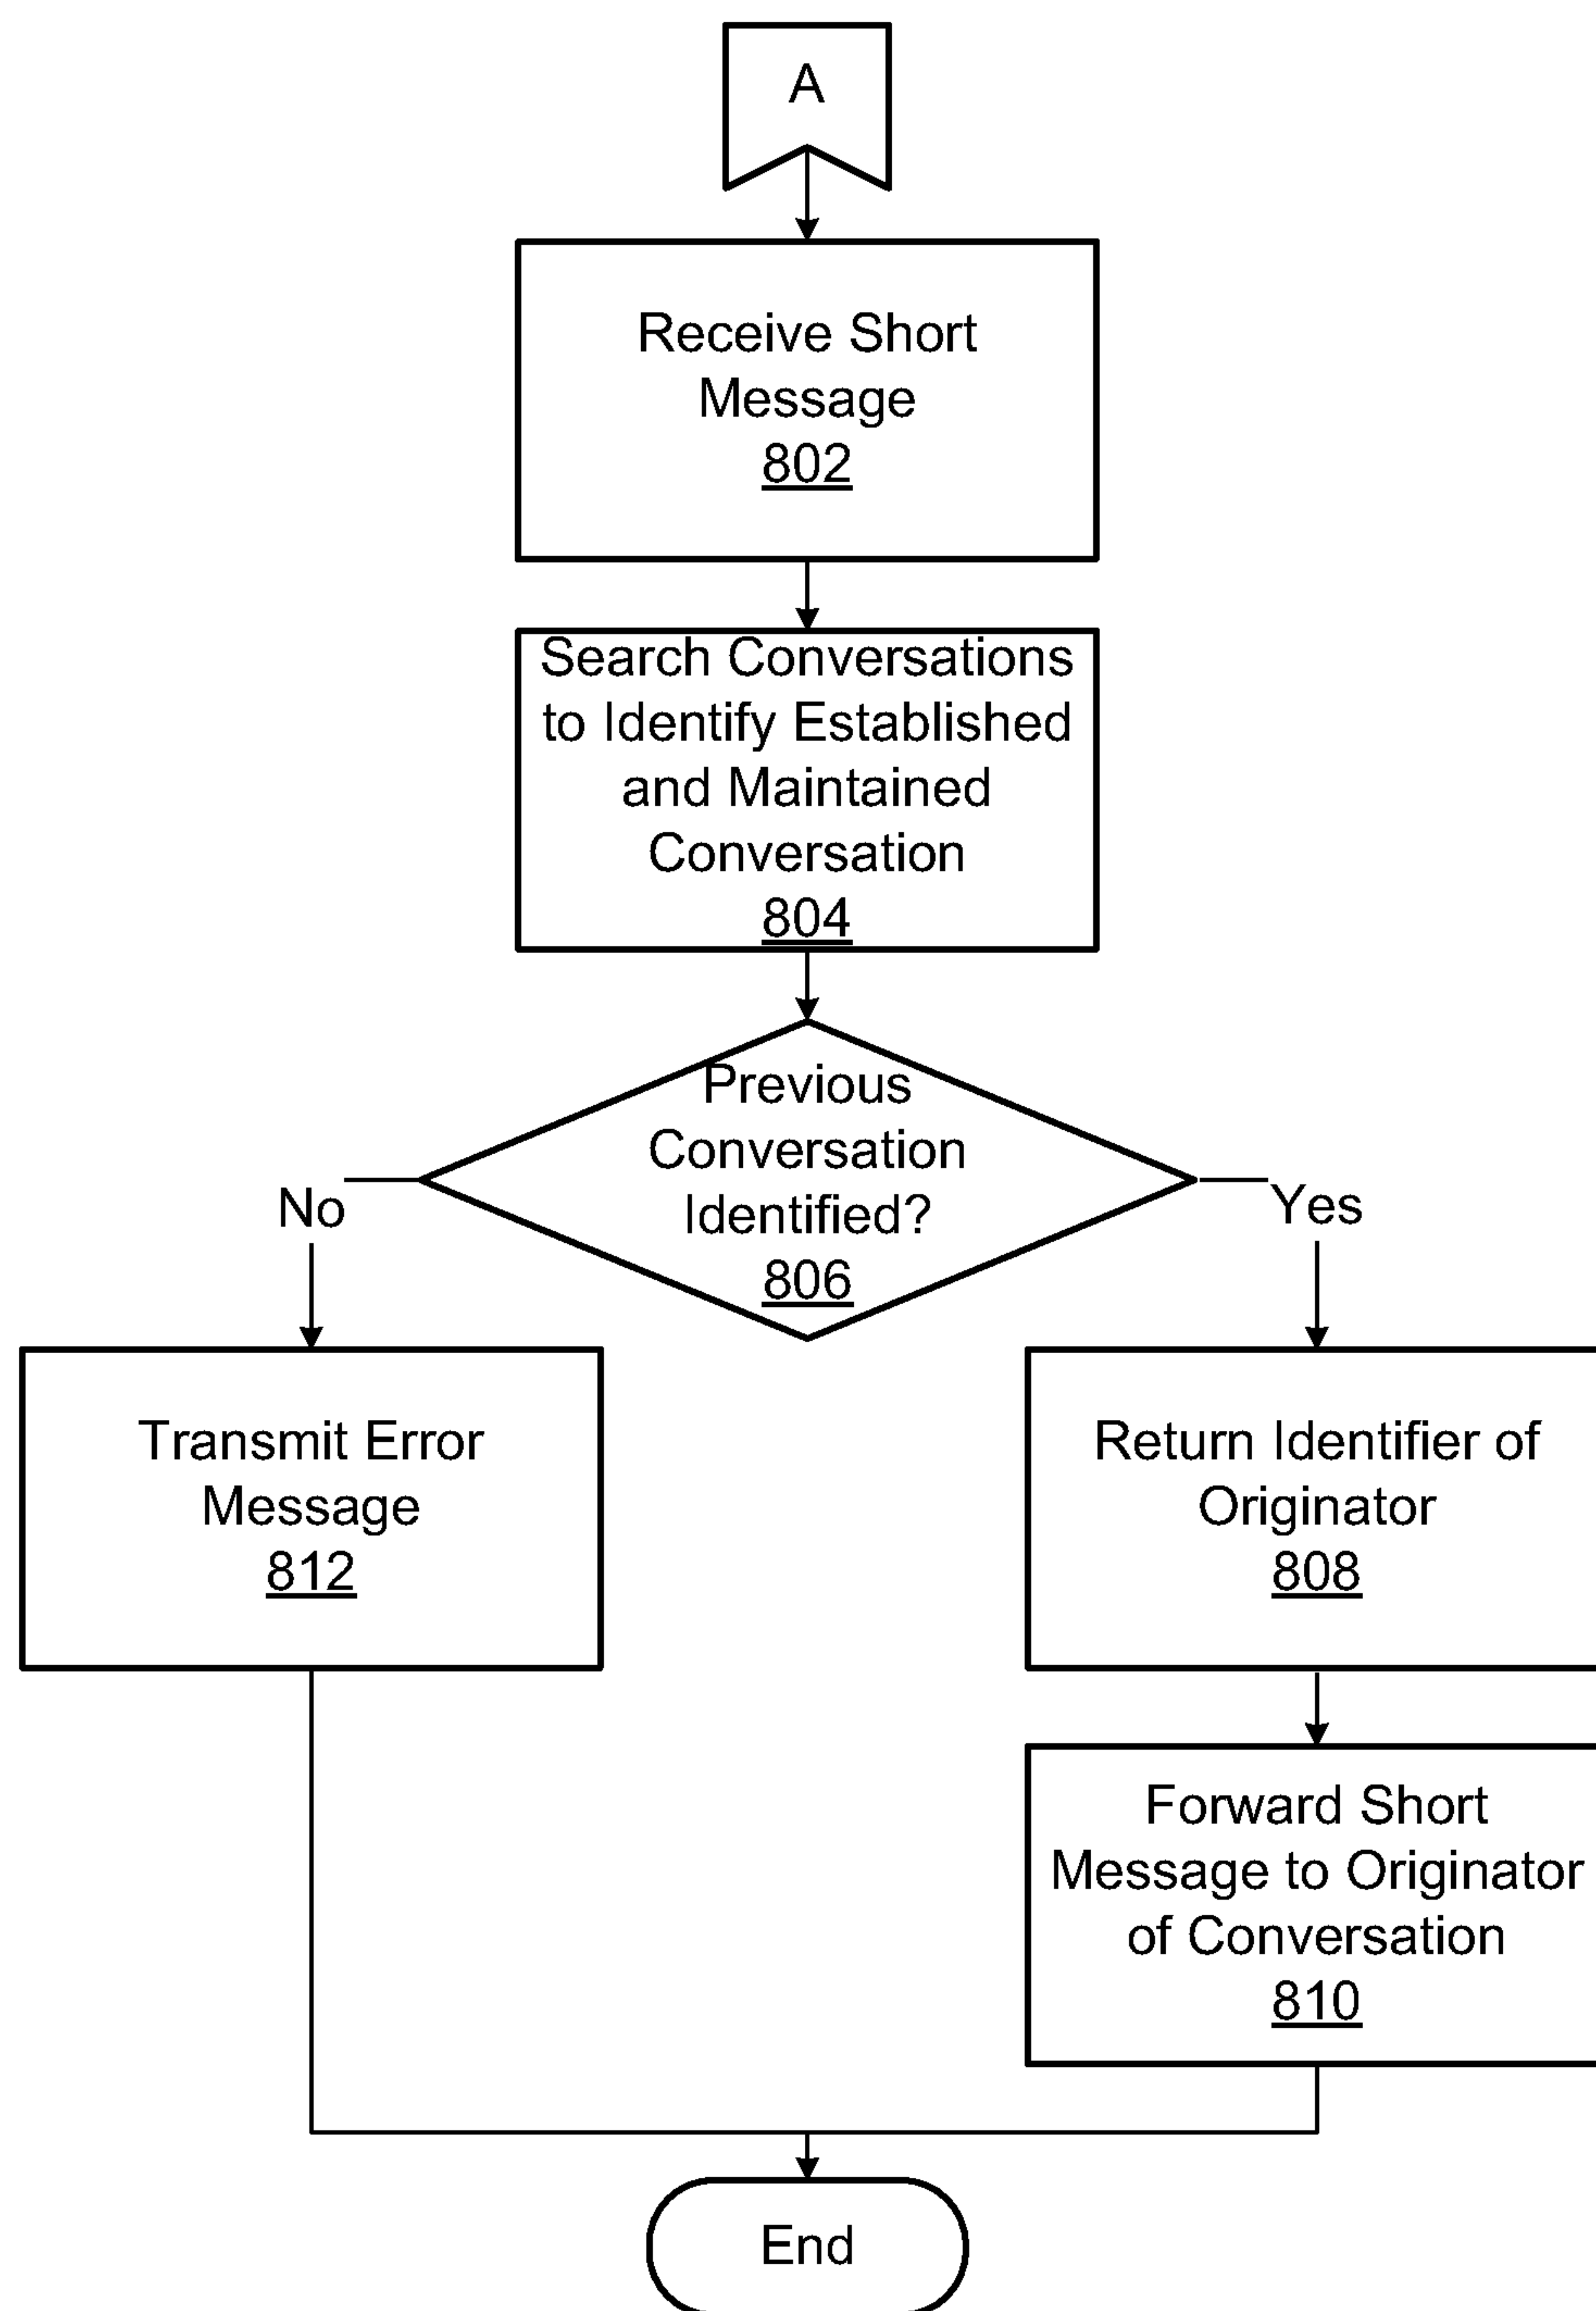 A
Receive Short
Message
802
Search Conversations
to Identify Established
and Maintained
Conversation
804
Previous
Conversation
Identified?
806
No
Yes
Transmit Error
Message
812
Return Identifier of
Originator
808
Forward Short
Message to Originator
of Conversation
810
End